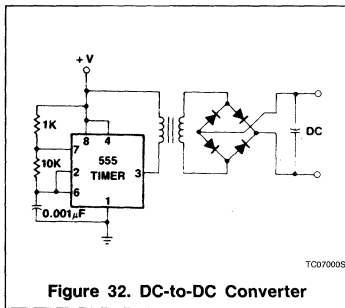 + V
1K
8
4
7
555
10K
2
TIMER
3
6
1
0.001μF
DC
TC07000S
Figure 32. DC-to-DC Converter